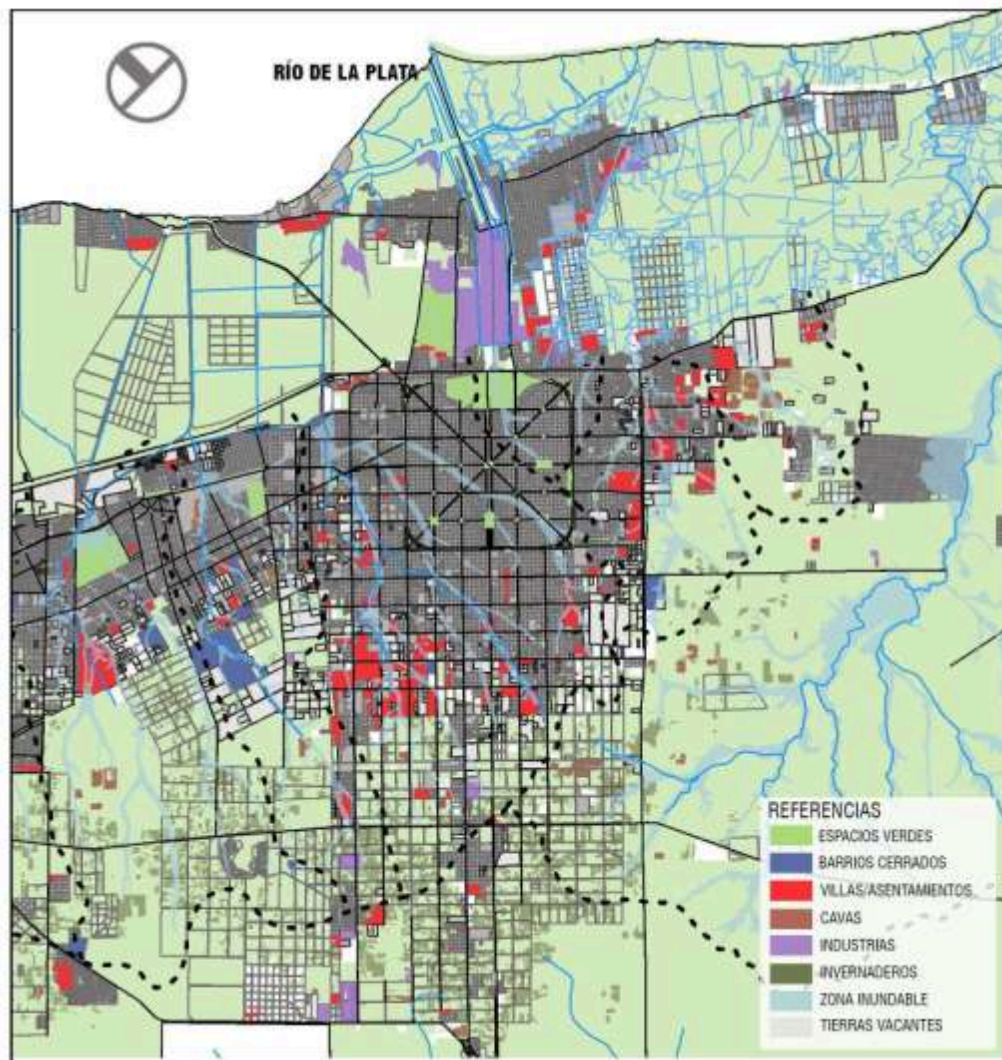 RÍO DE LA PLATA
REFERENCIAS
ESPACIOS VERDES
BARRIOS CERRADOS
VILLAS/ASENTAMIENTOS
CAVAS
INDUSTRIAS
INVERNADEROS
ZONA INUNDABLE
TIERRAS VACANTES